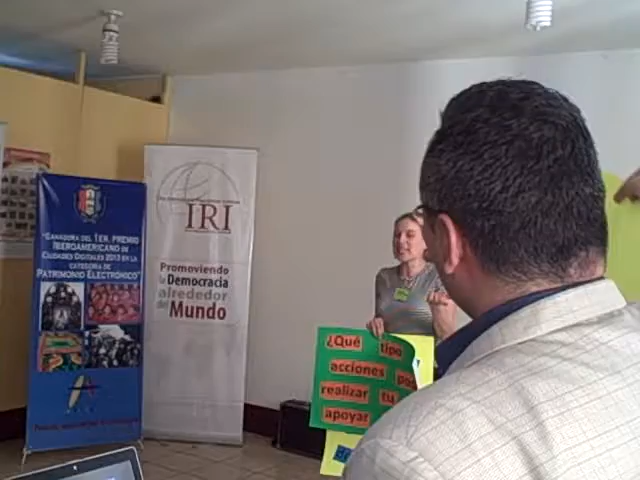 "GANADORA DEL 1ER. PREMIO
IBEROAMERICANO DE
CIUDADES DIGITALES 2013 EN LA
CATEGORIA DE
PATRIMONIO ELECTRÓNICO"
IRI
Promoviendo
la Democracia
alrededor
del Mundo
¿Qué tipo
acciones
realizar tu
apoyar